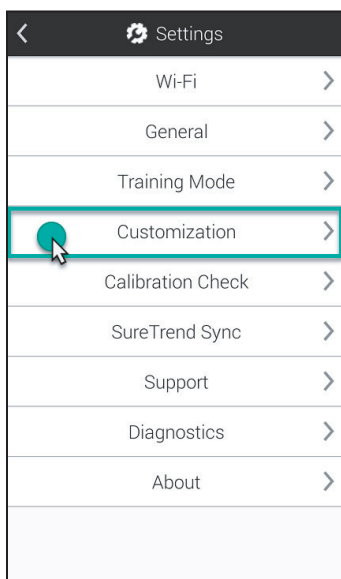 Settings
Wi-Fi
General
Training Mode
Customization
Calibration Check
SureTrend Sync
Support
Diagnostics
About